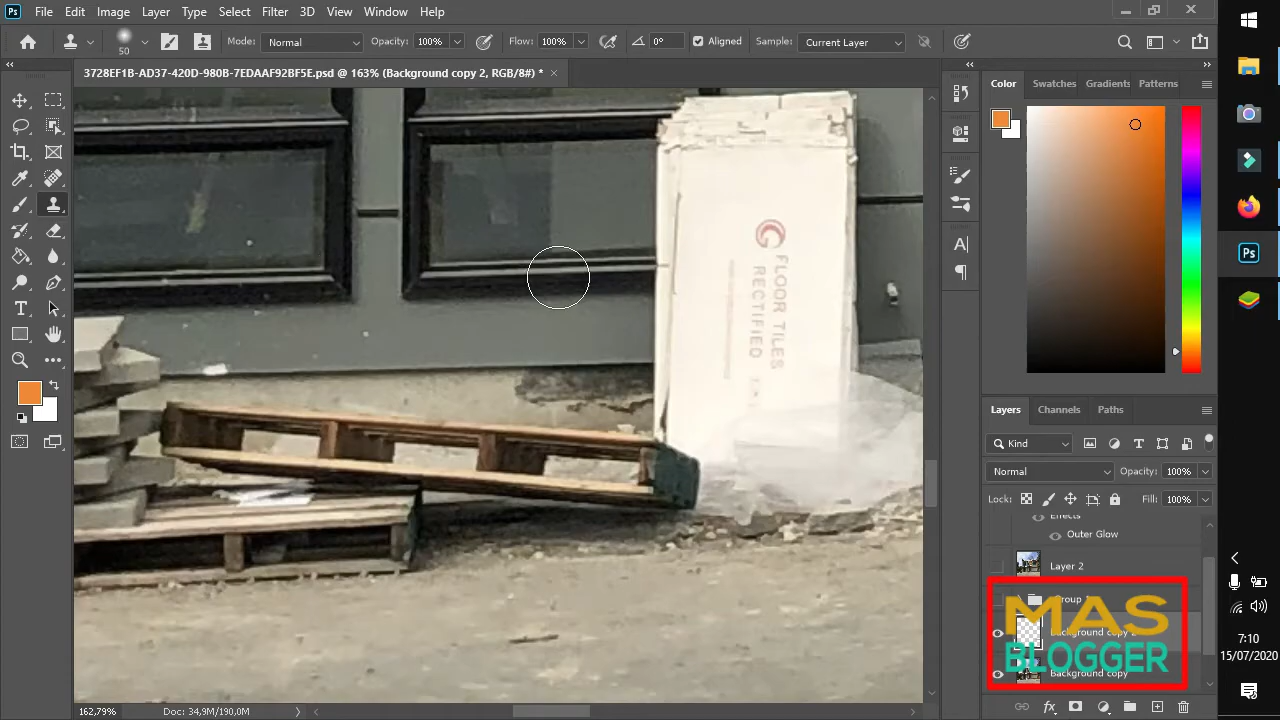 Ps File Edit Image Layer Type Select Filter 3D View Window Help
50 Mode: Normal Opacity: 100% Flow: 100% 0° Aligned Sample: Current Layer
3728EF1B-AD37-420D-980B-7EDAAF92BF5E.psd @ 163% (Background copy 2, RGB/8#) * ×
Color Swatches Gradients Patterns
FLOOR TILES
RECTIFIED
Layers Channels Paths
Kind
Normal Opacity: 100%
Lock: Fill: 100%
Effects
Outer Glow
Layer 2
Group
MAS
Background copy 2
BLOGGER
Background copy
162,79% Doc: 34,9M/190,0M
Ps
7:10
15/07/2020